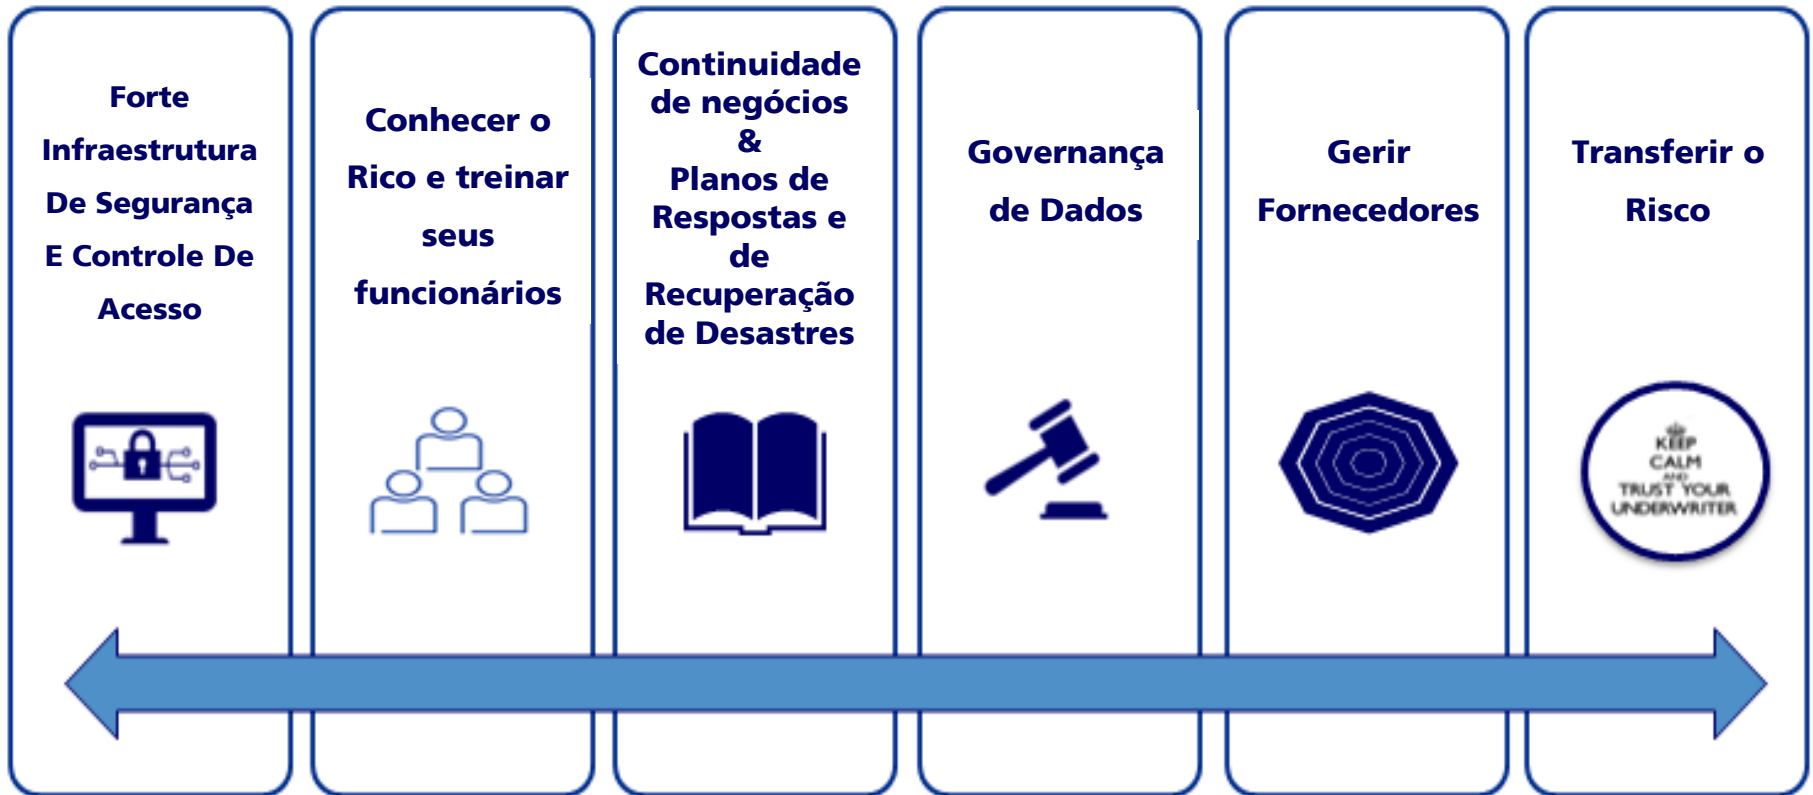 Forte
Infraestrutura
De Segurança
E Controle De
Acesso
Conhecer o
Rico e treinar
seus
funcionários
Continuidade
de negócios
&
Planos de
Respostas e
de
Recuperação
de Desastres
Governança
de Dados
Gerir
Fornecedores
Transferir o
Risco
KEEP
CALM
AND
TRUST YOUR
UNDERWRITER